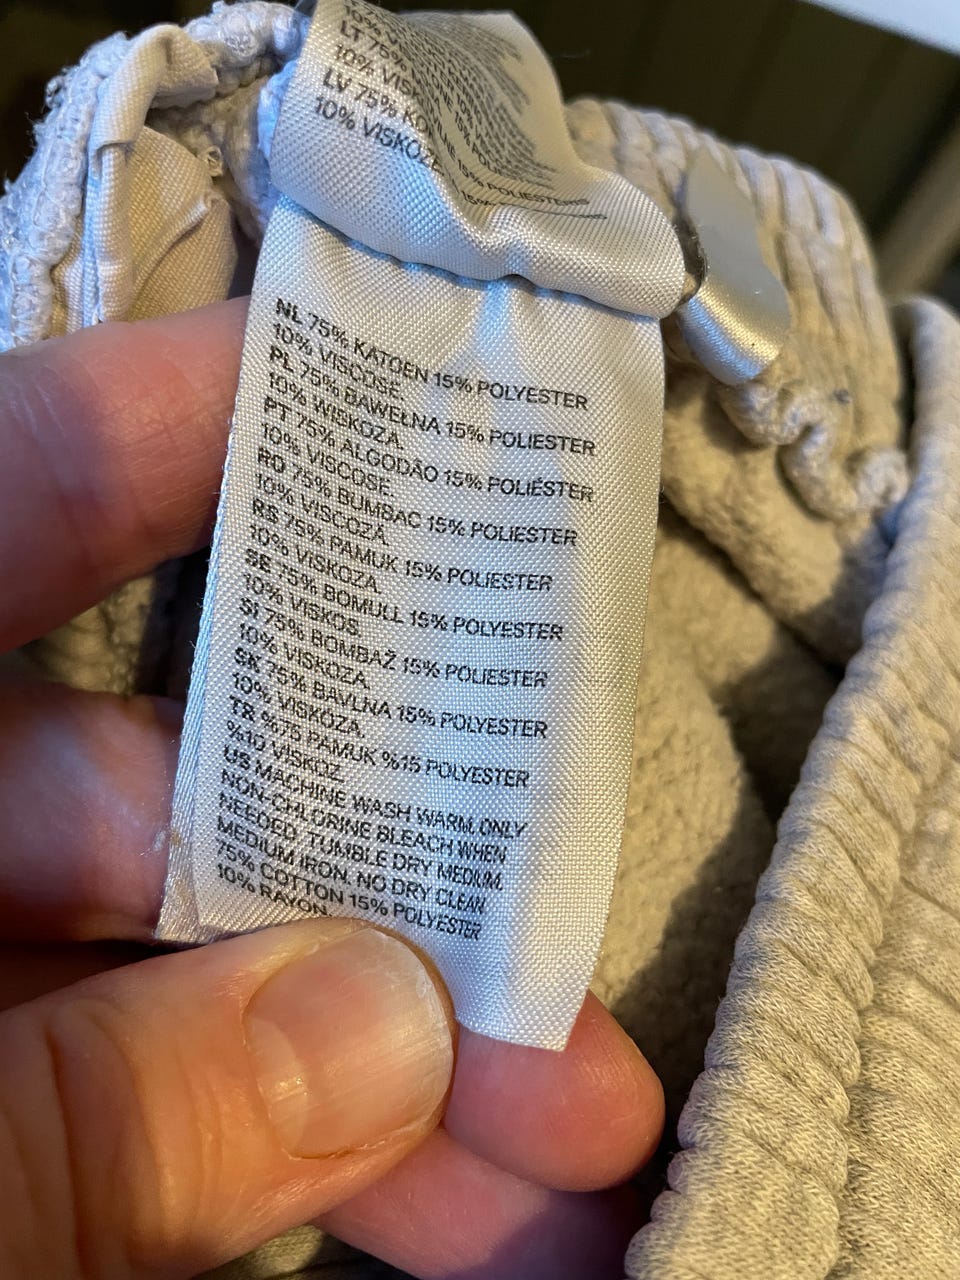 LT 75%
10% VISK
LV 75% KOKVILNE 15% POLIESTERIS
10% VISKOZE.
NL 75% KATOEN 15% POLYESTER
10% VISCOSE.
PL 75% BAWEŁNA 15% POLIESTER
10% WISKOZA.
PT 75% ALGODÃO 15% POLIÉSTER
10% VISCOSE.
RO 75% BUMBAC 15% POLIESTER
10% VISCOZA.
RS 75% PAMUK 15% POLIESTER
10% VISKOZA.
SE 75% BOMULL 15% POLYESTER
10% VISKOS.
SI 75% BOMBAŽ 15% POLIESTER
10% VISKOZA.
SK 75% BAVLNA 15% POLYESTER
10% VISKÓZA.
TR %75 PAMUK %15 POLYESTER
%10 VISKOZ.
US MACHINE WASH WARM. ONLY
NON-CHLORINE BLEACH WHEN
NEEDED. TUMBLE DRY MEDIUM.
MEDIUM IRON. NO DRY CLEAN.
75% COTTON 15% POLYESTER
10% RAYON.